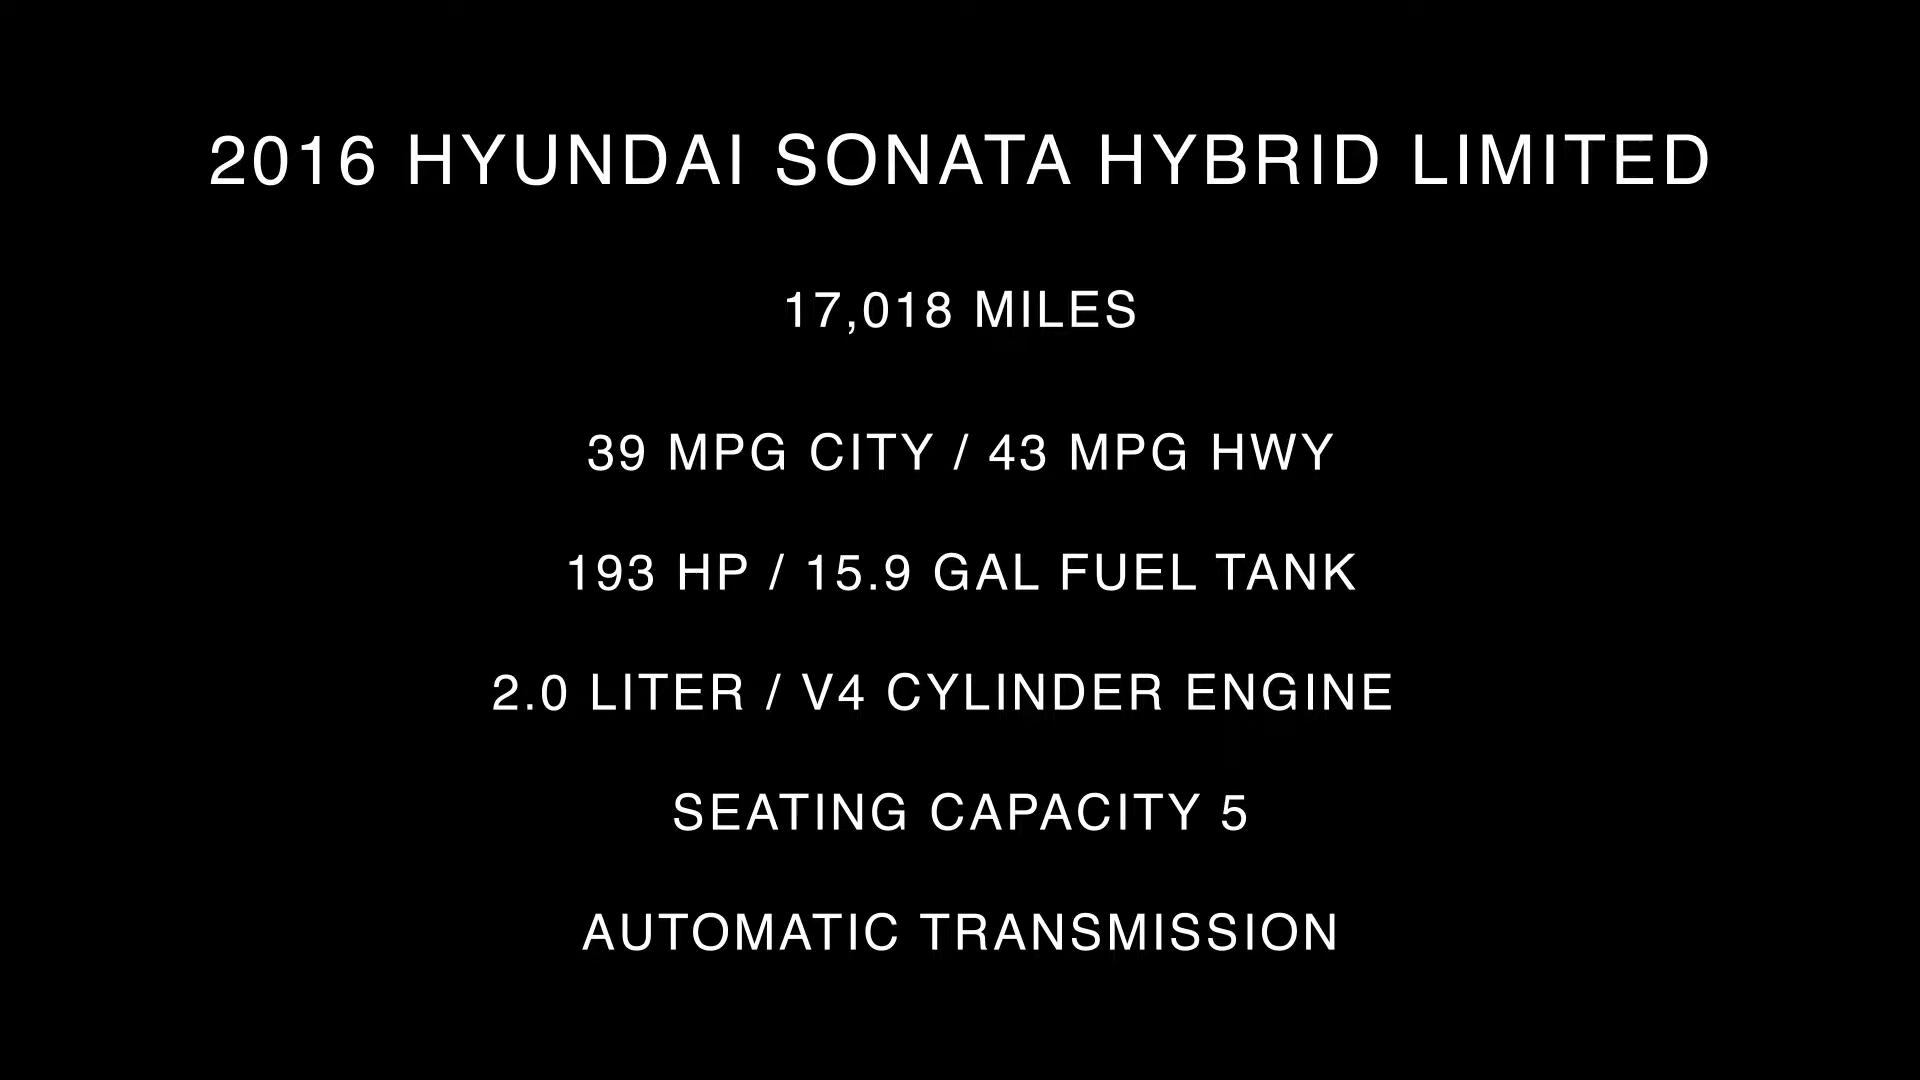 2016 HYUNDAI SONATA HYBRID LIMITED
17,018 MILES
39 MPG CITY / 43 MPG HWY
193 HP / 15.9 GAL FUEL TANK
2.0 LITER / V4 CYLINDER ENGINE
SEATING CAPACITY 5
AUTOMATIC TRANSMISSION